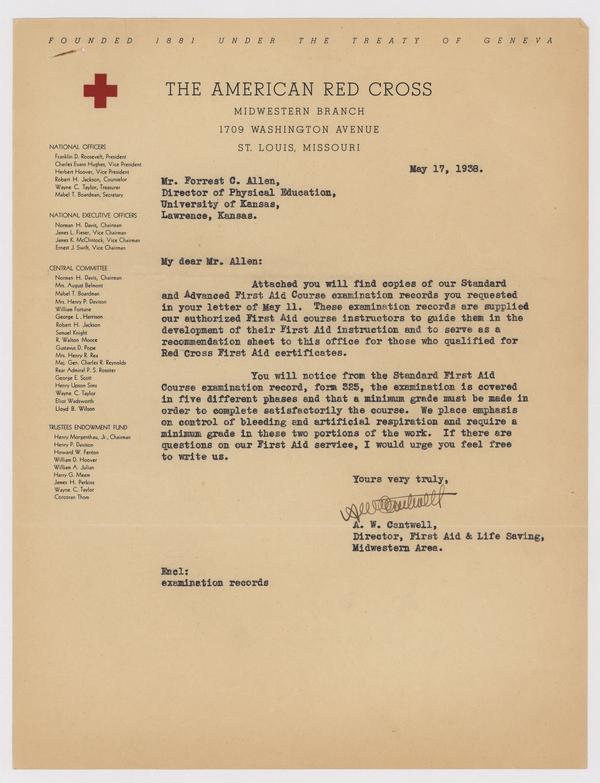 FOUNDED 1881 UNDER THE TREATY OF GENEVA
THE AMERICAN RED CROSS
MIDWESTERN BRANCH
1709 WASHINGTON AVENUE
ST. LOUIS, MISSOURI
NATIONAL OFFICERS
Franklin D. Roosevelt, President
Charles Evans Hughes, Vice President
Herbert Hoover, Vice President
Robert H. Jackson, Counselor
Wayne C. Taylor, Treasurer
Mabel T. Boardman, Secretary
NATIONAL EXECUTIVE OFFICERS
Norman H. Davis, Chairman
James L. Fieser, Vice Chairman
James K. McClintock, Vice Chairman
Ernest J. Swift, Vice Chairman
CENTRAL COMMITTEE
Norman H. Davis, Chairman
Mrs. August Belmont
Mabel T. Boardman
Mrs. Henry P. Davison
William Fortune
George L. Harrison
Robert H. Jackson
Samuel Knight
R. Walton Moore
Gustavus D. Pope
Mrs. Henry R. Rea
Maj. Gen. Charles R. Reynolds
Rear Admiral P. S. Rossiter
George E. Scott
Henry Upson Sims
Wayne C. Taylor
Eliot Wadsworth
Lloyd B. Wilson
TRUSTEES ENDOWMENT FUND
Henry Morgenthau, Jr., Chairman
Henry P. Davison
Howard W. Fenton
William D. Hoover
William A. Julian
Harry G. Meem
James H. Perkins
Wayne C. Taylor
Corcoran Thom
May 17, 1938.
Mr. Forrest C. Allen,
Director of Physical Education,
University of Kansas,
Lawrence, Kansas.
My dear Mr. Allen:
Attached you will find copies of our Standard
and Advanced First Aid Course examination records you requested
in your letter of May 11. These examination records are supplied
our authorized First Aid course instructors to guide them in the
development of their First Aid instruction and to serve as a
recommendation sheet to this office for those who qualified for
Red Cross First Aid certificates.
You will notice from the Standard First Aid
Course examination record, form 325, the examination is covered
in five different phases and that a minimum grade must be made in
order to complete satisfactorily the course. We place emphasis
on control of bleeding and artificial respiration and require a
minimum grade in these two portions of the work. If there are
questions on our First Aid service, I would urge you feel free
to write us.
Yours very truly,
AWCantwell
A. W. Cantwell,
Director, First Aid & Life Saving,
Midwestern Area.
Encl:
examination records